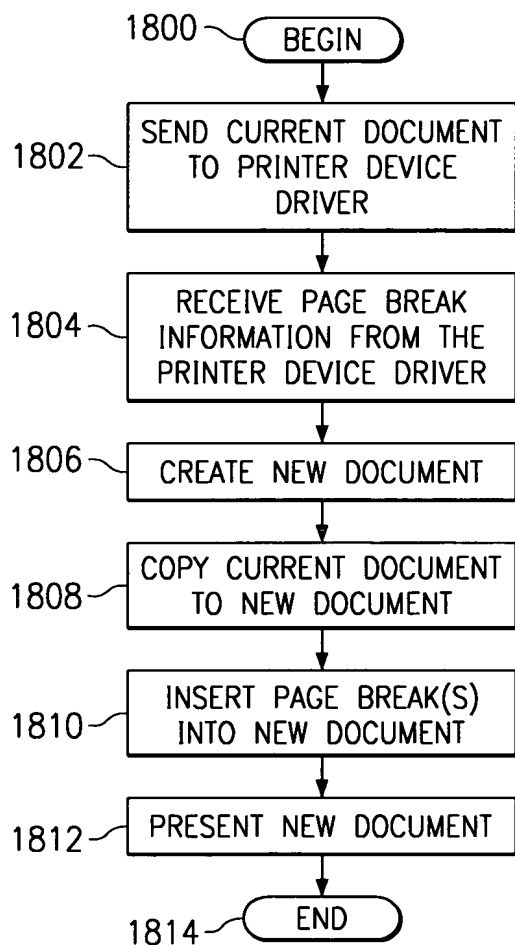 1800
BEGIN
1802
SEND CURRENT DOCUMENT
TO PRINTER DEVICE
DRIVER
1804
RECEIVE PAGE BREAK
INFORMATION FROM THE
PRINTER DEVICE DRIVER
1806
CREATE NEW DOCUMENT
1808
COPY CURRENT DOCUMENT
TO NEW DOCUMENT
1810
INSERT PAGE BREAK(S)
INTO NEW DOCUMENT
1812
PRESENT NEW DOCUMENT
1814
END